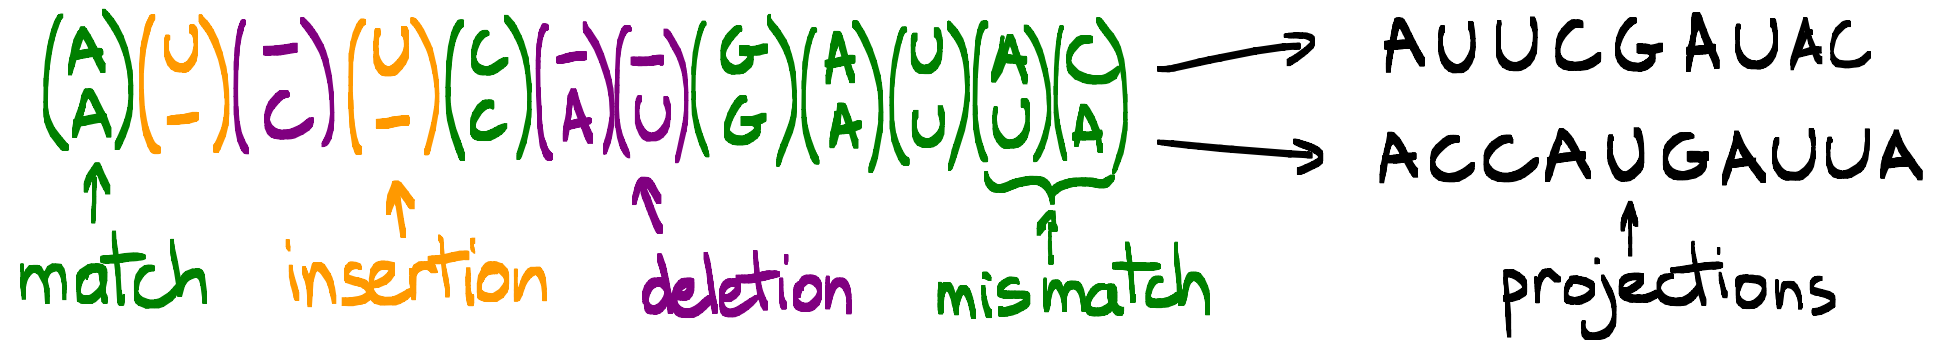 A U – U C – – G A U A C AUUCGAUAC
A – C – C A U G A U U A ACCAUGAUUA
match insertion deletion mismatch projections